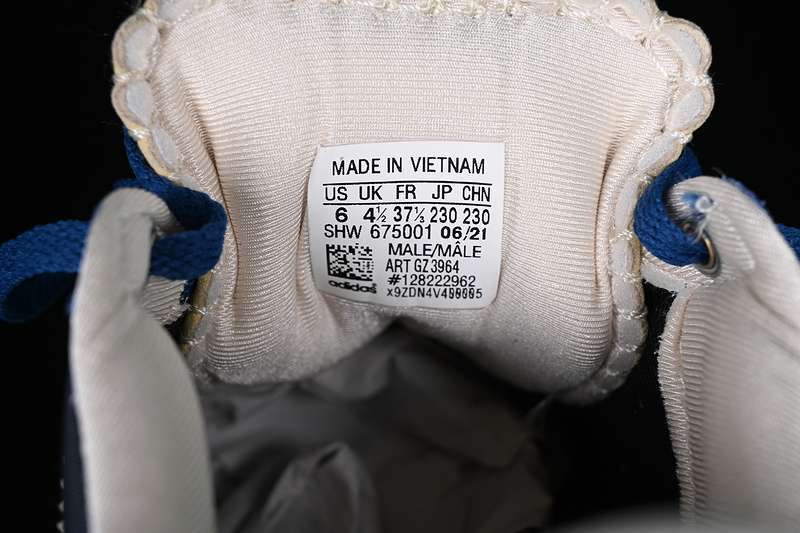 MADE IN VIETNAM
US UK FR JP CHN
6 4½ 37½ 230 230
SHW 675001 06/21
MALE/MÂLE
ART GZ3964
#128222962
adidas